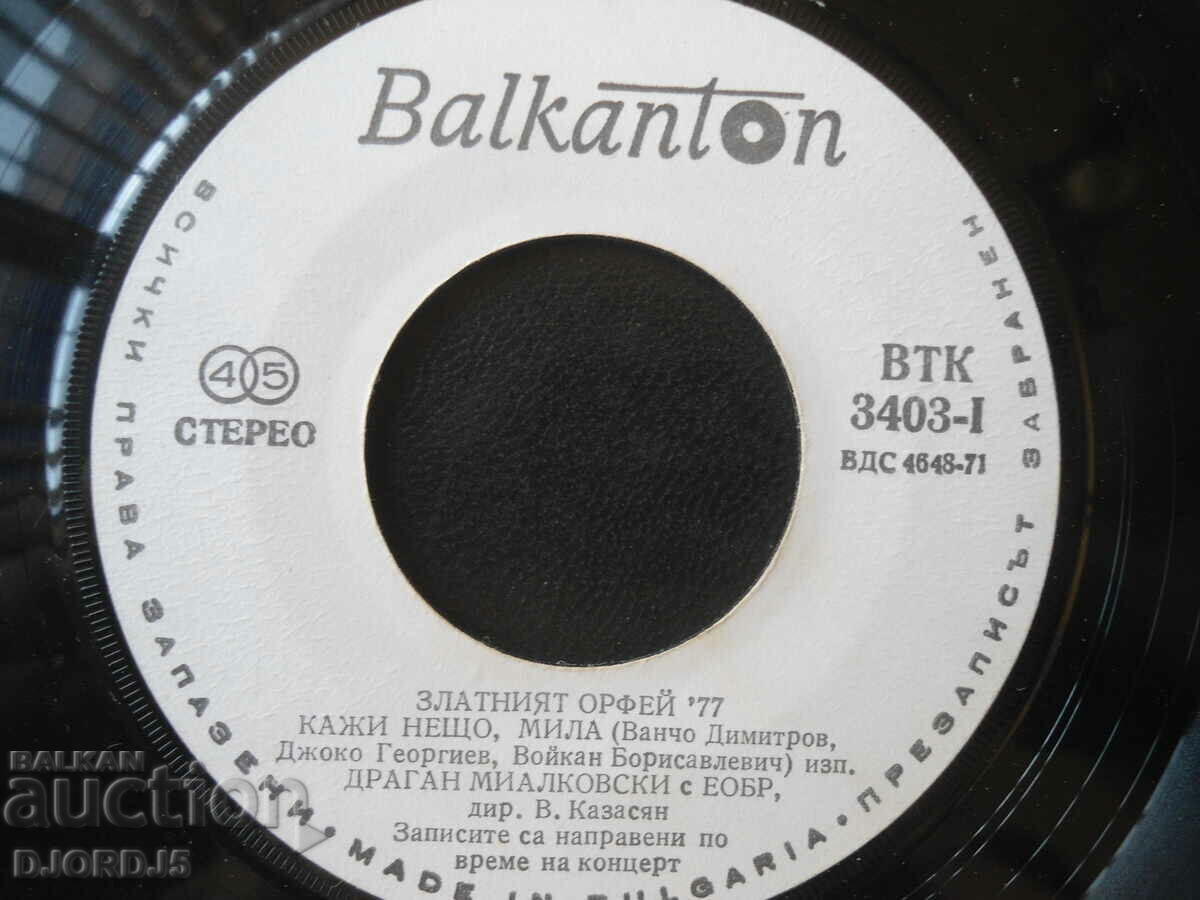 Balkanton
ВСИЧКИ ПРАВА ЗАПАЗЕНИ • MADE IN BULGARIA • ПРЕЗАПИСЪТ ЗАБРАНЕН
45
СТЕРЕО
ВТК
3403-I
БДС 4648-71
ЗЛАТНИЯТ ОРФЕЙ '77
КАЖИ НЕЩО, МИЛА (Ванчо Димитров,
Джоко Георгиев, Войкан Борисавлевич) изп.
ДРАГАН МИАЛКОВСКИ с ЕОБР,
дир. В. Казасян
Записите са направени по
време на концерт
BALKAN
auction
DJORD_J5